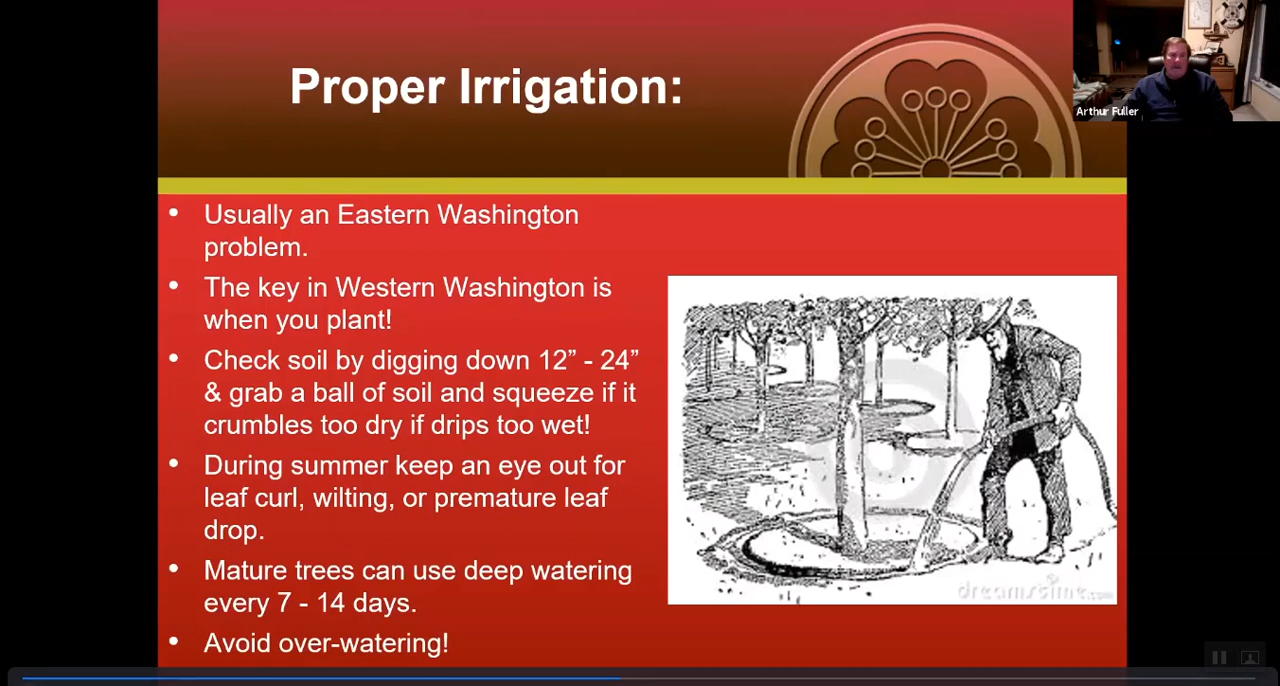 Proper Irrigation:
Arthur Fuller
• Usually an Eastern Washington
problem.
• The key in Western Washington is
when you plant!
• Check soil by digging down 12” - 24”
& grab a ball of soil and squeeze if it
crumbles too dry if drips too wet!
• During summer keep an eye out for
leaf curl, wilting, or premature leaf
drop.
• Mature trees can use deep watering
every 7 - 14 days.
• Avoid over-watering!
dreamstime.com